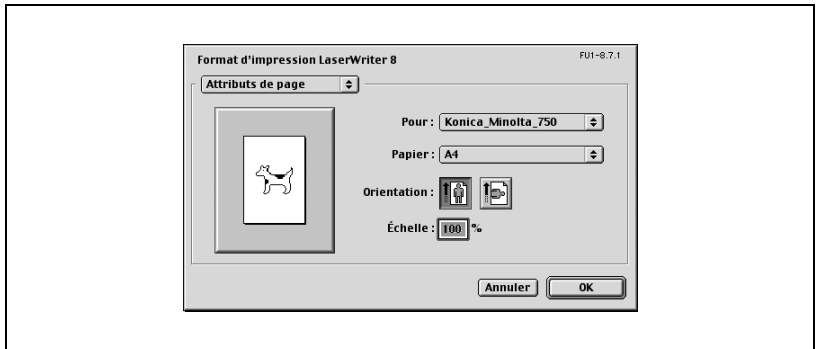 Format d'impression LaserWriter 8
FU1-8.7.1
Attributs de page
Pour : Konica_Minolta_750
Papier : A4
Orientation :
Échelle : 100 %
Annuler OK